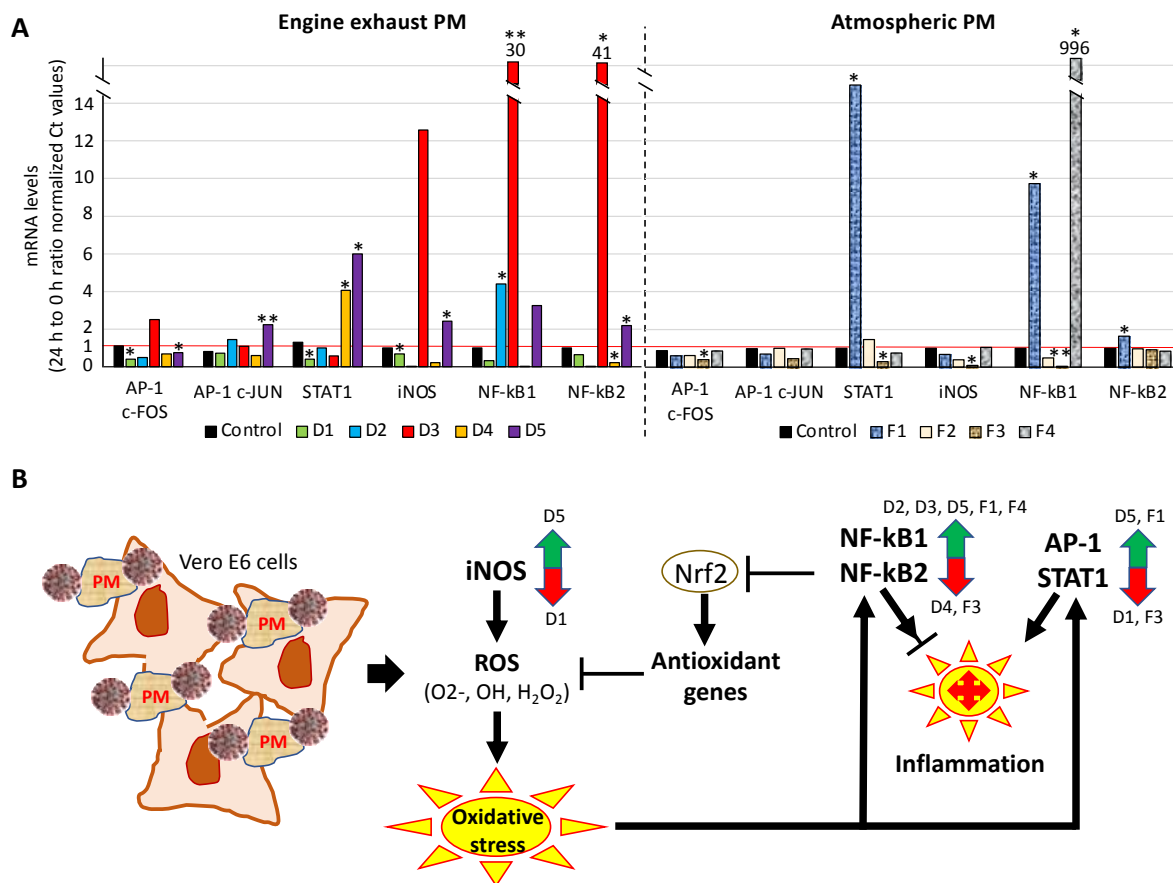 A
Engine exhaust PM
Atmospheric PM
mRNA levels
(24 h to 0 h ratio normalized Ct values)
**
30
*
41
*
996
14
12
10
8
6
4
2
1
0
*
*
**
*
*
*
*
*
*
*
*
*
*
*
*
*
*
**
*
AP-1
c-FOS
AP-1 c-JUN
STAT1
iNOS
NF-kB1
NF-kB2
AP-1
c-FOS
AP-1 c-JUN
STAT1
iNOS
NF-kB1
NF-kB2
Control D1 D2 D3 D4 D5
Control F1 F2 F3 F4
B
Vero E6 cells
PM
PM
PM
PM
D5
iNOS
D1
ROS
(O2-, OH, H₂O₂)
Oxidative
stress
Nrf2
Antioxidant
genes
D2, D3, D5, F1, F4
NF-kB1
NF-kB2
D4, F3
D5, F1
AP-1
STAT1
D1, F3
Inflammation